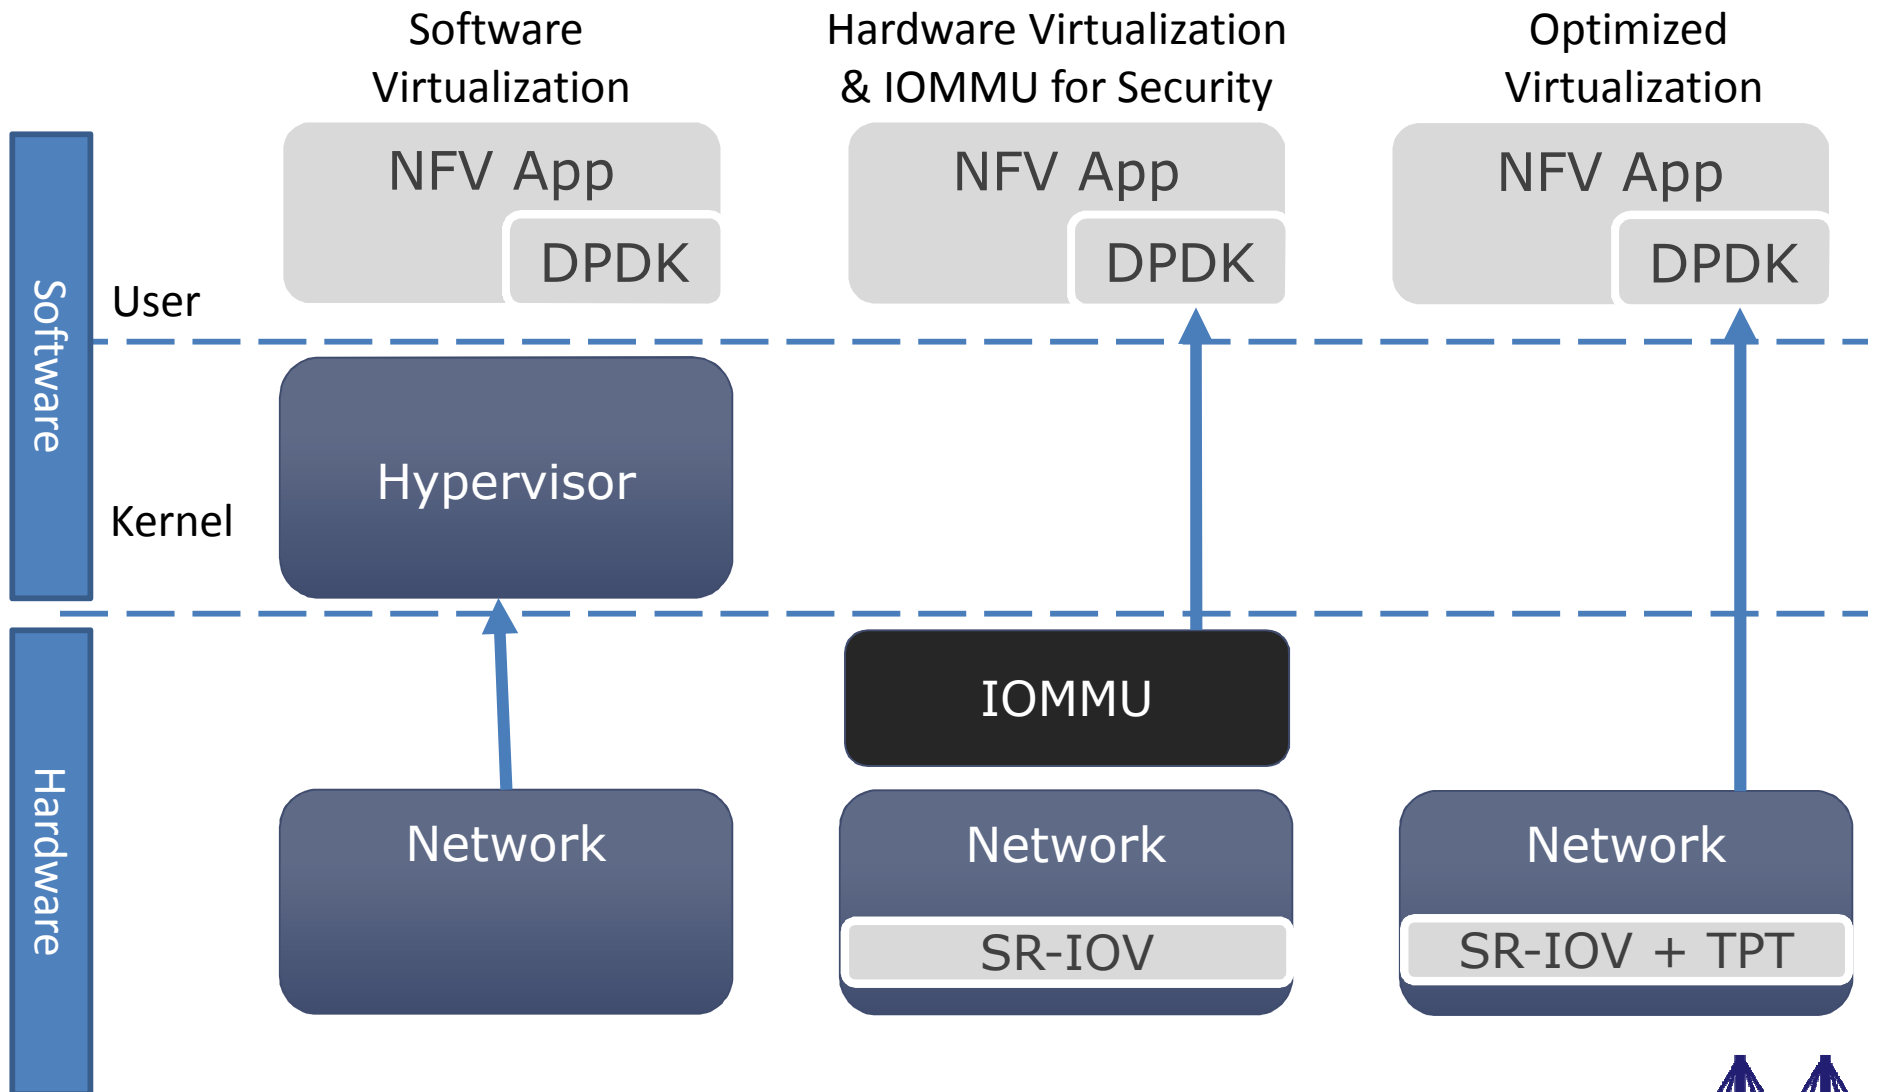 Software
Virtualization
Hardware Virtualization
& IOMMU for Security
Optimized
Virtualization
NFV App
DPDK
NFV App
DPDK
NFV App
DPDK
Software
User
Kernel
Hypervisor
Hardware
IOMMU
Network
Network
SR-IOV
Network
SR-IOV + TPT